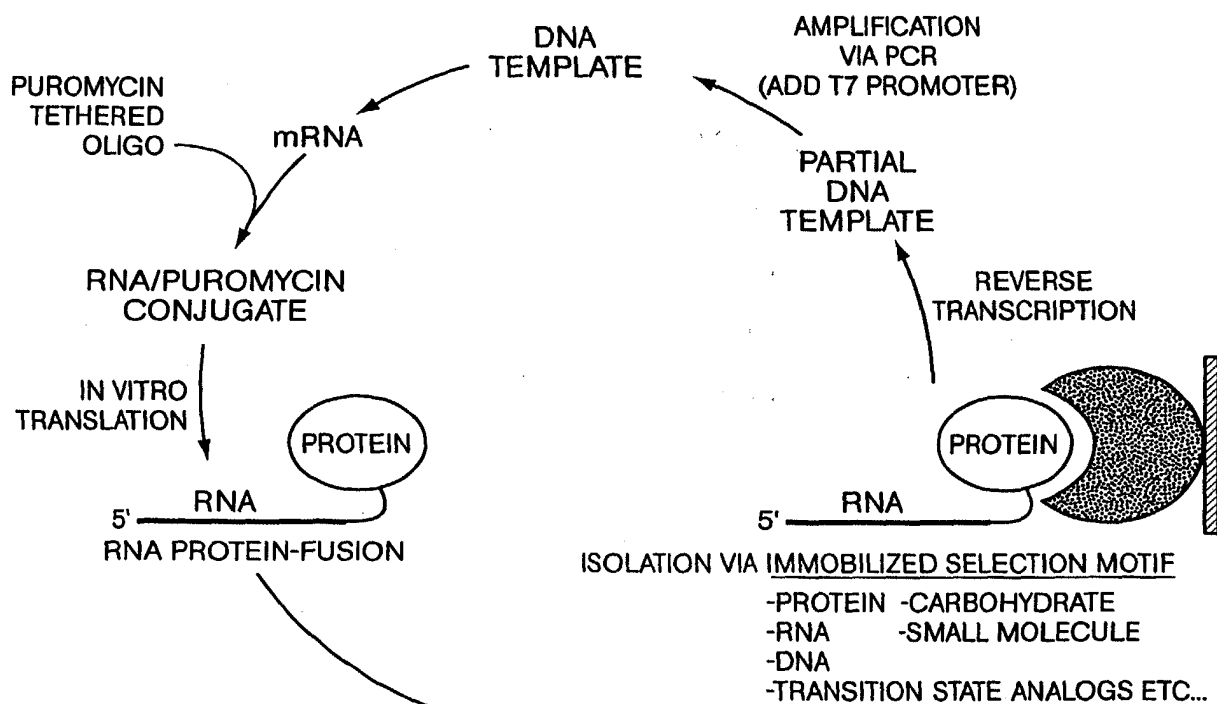 DNA
TEMPLATE
AMPLIFICATION
VIA PCR
(ADD T7 PROMOTER)
PUROMYCIN
TETHERED
OLIGO
mRNA
PARTIAL
DNA
TEMPLATE
RNA/PUROMYCIN
CONJUGATE
REVERSE
TRANSCRIPTION
IN VITRO
TRANSLATION
PROTEIN
RNA
5'
RNA PROTEIN-FUSION
PROTEIN
RNA
5'
ISOLATION VIA IMMOBILIZED SELECTION MOTIF
-PROTEIN -CARBOHYDRATE
-RNA -SMALL MOLECULE
-DNA
-TRANSITION STATE ANALOGS ETC...